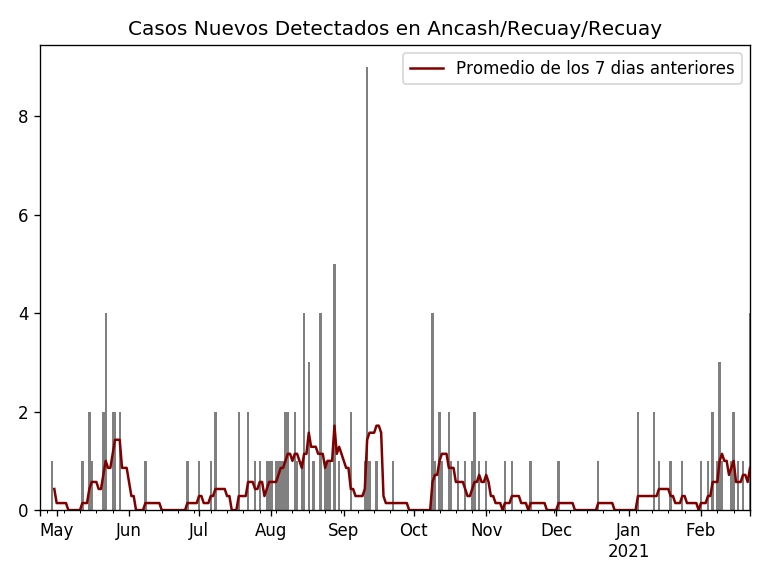 Casos Nuevos Detectados en Ancash/Recuay/Recuay
Promedio de los 7 dias anteriores
8
6
4
2
0
May Jun Jul Aug Sep Oct Nov Dec Jan Feb
2021